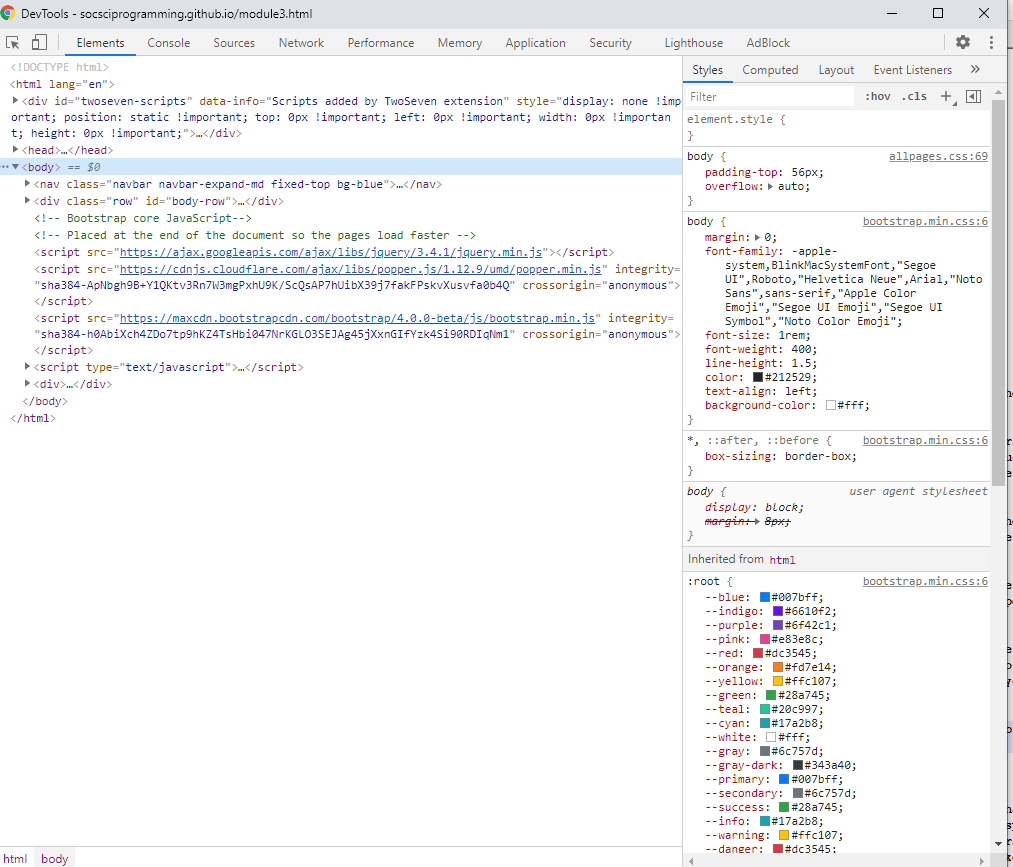 DevTools - socsciprogramming.github.io/module3.html
Elements Console Sources Network Performance Memory Application Security Lighthouse AdBlock
<!DOCTYPE html>
<html lang="en">
<div id="twoseven-scripts" data-info="Scripts added by TwoSeven extension" style="display: none !imp
ortant; position: static !important; top: 0px !important; left: 0px !important; width: 0px !importan
t; height: 0px !important;">…</div>
<head>…</head>
<body> == $0
<nav class="navbar navbar-expand-md fixed-top bg-blue">…</nav>
<div class="row" id="body-row">…</div>
<!-- Bootstrap core JavaScript-->
<!-- Placed at the end of the document so the pages load faster -->
<script src="https://ajax.googleapis.com/ajax/libs/jquery/3.4.1/jquery.min.js"></script>
<script src="https://cdnjs.cloudflare.com/ajax/libs/popper.js/1.12.9/umd/popper.min.js" integrity=
"sha384-ApNbgh9B+Y1QKtv3Rn7W3mgPxhU9K/ScQsAP7hUibX39j7fakFPskvXusvfa0b4Q" crossorigin="anonymous">
</script>
<script src="https://maxcdn.bootstrapcdn.com/bootstrap/4.0.0-beta/js/bootstrap.min.js" integrity=
"sha384-h0AbiXch4ZDo7tp9hKZ4TsHbi047NrKGLO3SEJAg45jXxnGIfYzk4Si90RDIqNm1" crossorigin="anonymous">
</script>
<script type="text/javascript">…</script>
<div>…</div>
</body>
</html>
html body
Styles Computed Layout Event Listeners »
Filter :hov .cls +
element.style {
}
body { allpages.css:69
padding-top: 56px;
overflow: auto;
}
body { bootstrap.min.css:6
margin: 0;
font-family: -apple-
system,BlinkMacSystemFont,"Segoe
UI",Roboto,"Helvetica Neue",Arial,"Noto
Sans",sans-serif,"Apple Color
Emoji","Segoe UI Emoji","Segoe UI
Symbol","Noto Color Emoji";
font-size: 1rem;
font-weight: 400;
line-height: 1.5;
color: #212529;
text-align: left;
background-color: #fff;
}
*, ::after, ::before { bootstrap.min.css:6
box-sizing: border-box;
}
body { user agent stylesheet
display: block;
margin: 8px;
}
Inherited from html
:root { bootstrap.min.css:6
--blue: #007bff;
--indigo: #6610f2;
--purple: #6f42c1;
--pink: #e83e8c;
--red: #dc3545;
--orange: #fd7e14;
--yellow: #ffc107;
--green: #28a745;
--teal: #20c997;
--cyan: #17a2b8;
--white: #fff;
--gray: #6c757d;
--gray-dark: #343a40;
--primary: #007bff;
--secondary: #6c757d;
--success: #28a745;
--info: #17a2b8;
--warning: #ffc107;
--danger: #dc3545;